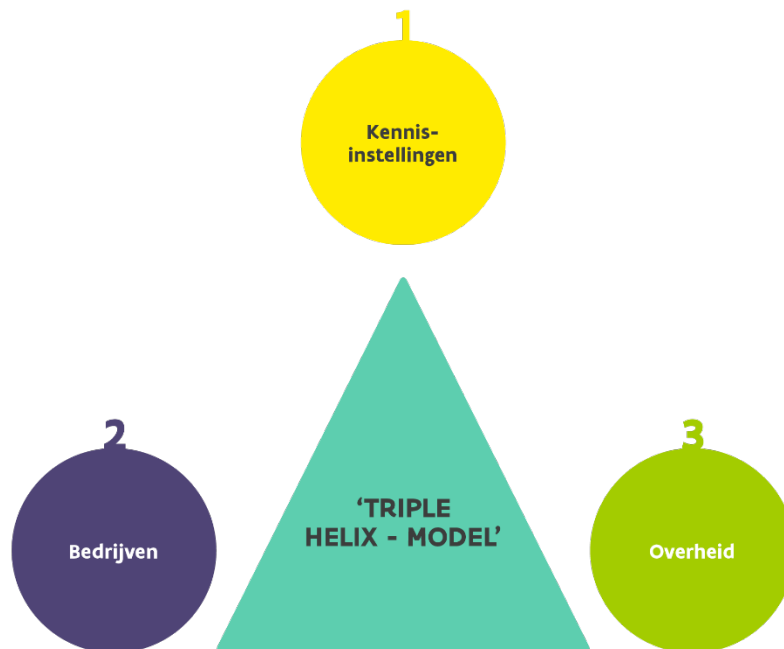 1
Kennis-
instellingen
2
Bedrijven
‘TRIPLE
HELIX - MODEL’
3
Overheid